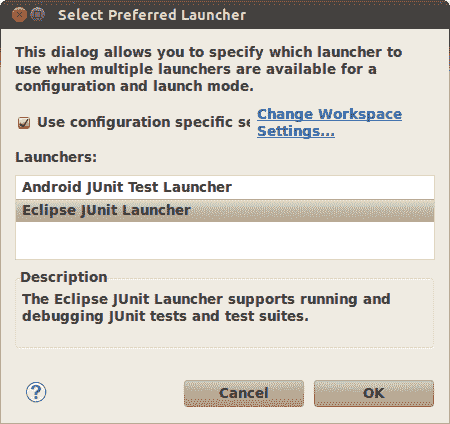 Select Preferred Launcher
This dialog allows you to specify which launcher to
use when multiple launchers are available for a
configuration and launch mode.
Use configuration specific se
Change Workspace
Settings...
Launchers:
Android JUnit Test Launcher
Eclipse JUnit Launcher
Description
The Eclipse JUnit Launcher supports running and
debugging JUnit tests and test suites.
?
Cancel
OK